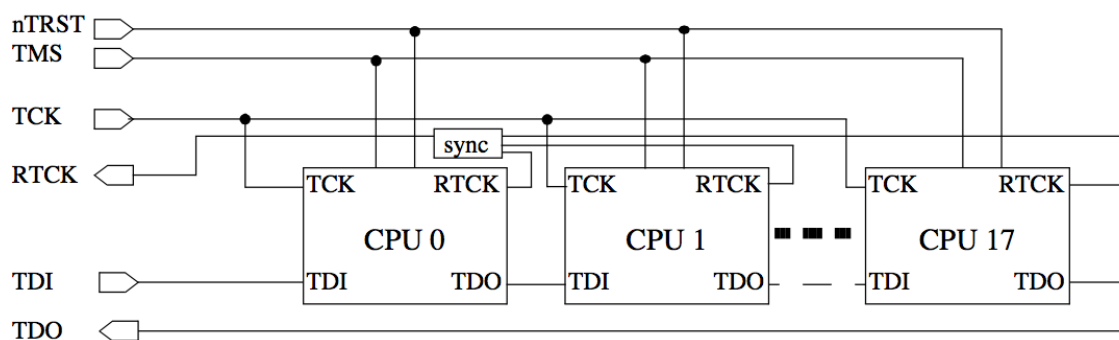 nTRST
TMS
TCK
sync
RTCK
TCK RTCK
TCK RTCK
TCK RTCK
CPU 0
CPU 1
CPU 17
TDI
TDI TDO
TDI TDO
TDI TDO
TDO